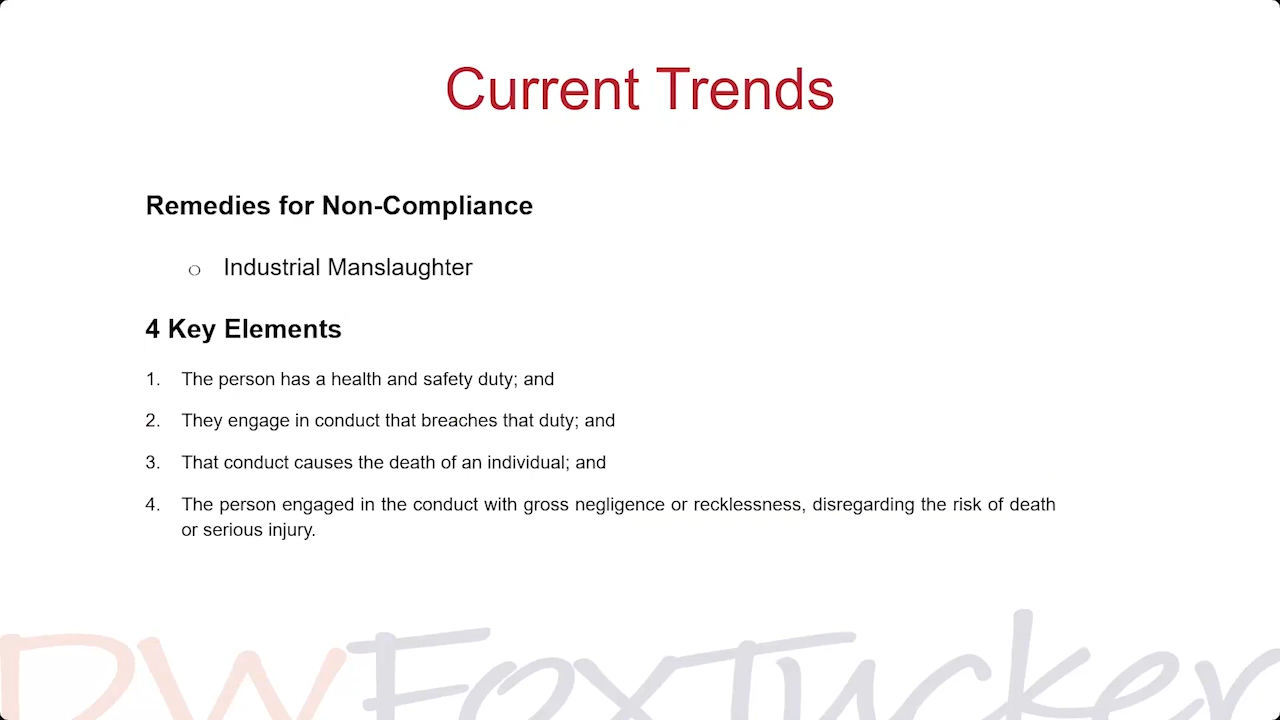 Current Trends
Remedies for Non-Compliance
o Industrial Manslaughter
4 Key Elements
1. The person has a health and safety duty; and
2. They engage in conduct that breaches that duty; and
3. That conduct causes the death of an individual; and
4. The person engaged in the conduct with gross negligence or recklessness, disregarding the risk of death
or serious injury.
DWFoxTucker